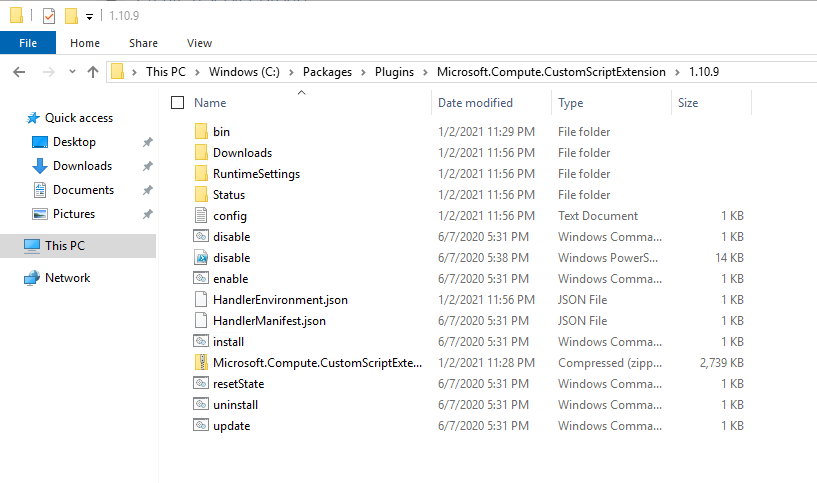 1.10.9
File Home Share View
This PC Windows (C:) Packages Plugins Microsoft.Compute.CustomScriptExtension 1.10.9
Quick access
Desktop
Downloads
Documents
Pictures
This PC
Network
Name Date modified Type Size
bin 1/2/2021 11:29 PM File folder
Downloads 1/2/2021 11:56 PM File folder
RuntimeSettings 1/2/2021 11:56 PM File folder
Status 1/2/2021 11:56 PM File folder
config 1/2/2021 11:56 PM Text Document 1 KB
disable 6/7/2020 5:31 PM Windows Comma... 1 KB
disable 6/7/2020 5:38 PM Windows PowerS... 14 KB
enable 6/7/2020 5:31 PM Windows Comma... 1 KB
HandlerEnvironment.json 1/2/2021 11:56 PM JSON File 1 KB
HandlerManifest.json 6/7/2020 5:31 PM JSON File 1 KB
install 6/7/2020 5:31 PM Windows Comma... 1 KB
Microsoft.Compute.CustomScriptExte... 1/2/2021 11:28 PM Compressed (zipp... 2,739 KB
resetState 6/7/2020 5:31 PM Windows Comma... 1 KB
uninstall 6/7/2020 5:31 PM Windows Comma... 1 KB
update 6/7/2020 5:31 PM Windows Comma... 1 KB